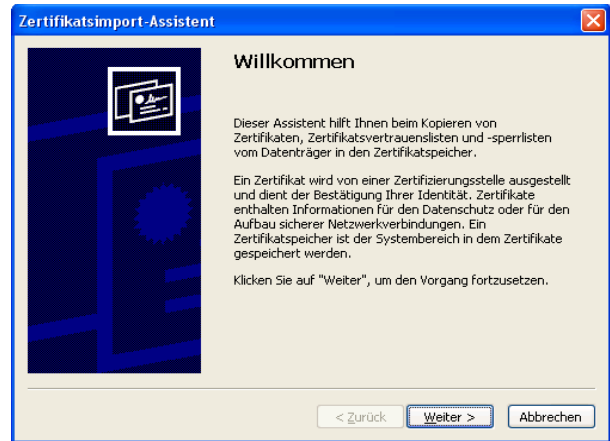 Zertifikatsimport-Assistent
Willkommen
Dieser Assistent hilft Ihnen beim Kopieren von
Zertifikaten, Zertifikatsvertrauenslisten und -sperrlisten
vom Datenträger in den Zertifikatspeicher.
Ein Zertifikat wird von einer Zertifizierungsstelle ausgestellt
und dient der Bestätigung Ihrer Identität. Zertifikate
enthalten Informationen für den Datenschutz oder für den
Aufbau sicherer Netzwerkverbindungen. Ein
Zertifikatspeicher ist der Systembereich in dem Zertifikate
gespeichert werden.
Klicken Sie auf "Weiter", um den Vorgang fortzusetzen.
< Zurück Weiter > Abbrechen